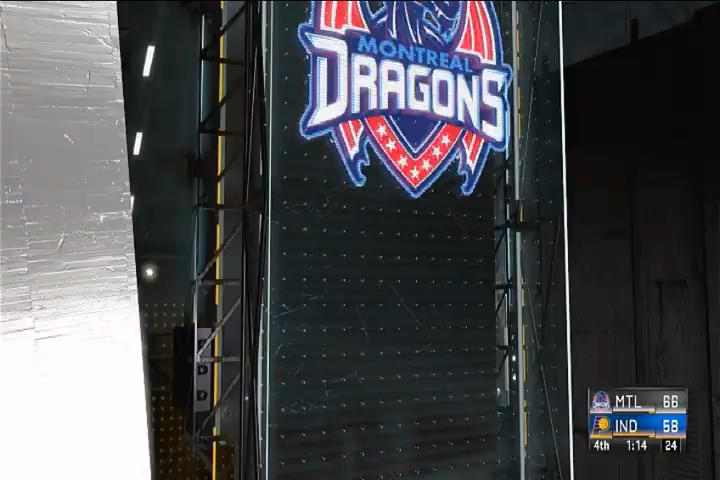 MONTREAL
DRAGONS
MTL 66
IND 58
4th 1:14 24